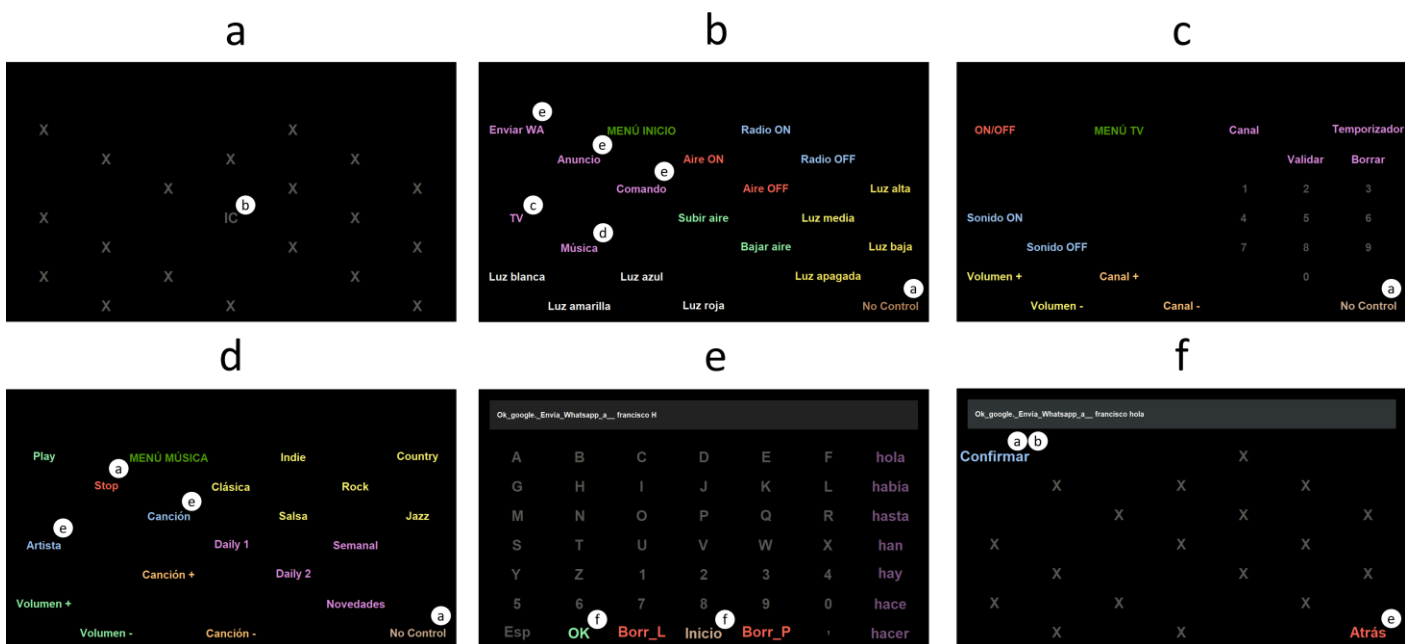 a
b
c
X X
X X X
X X X
b
X IC X
X X X
X X X
X X X
e
Enviar WA MENÚ INICIO Radio ON
e
Anuncio Aire ON Radio OFF
e
Comando Aire OFF Luz alta
c
TV Subir aire Luz media
d
Música Bajar aire Luz baja
Luz blanca Luz azul Luz apagada
a
Luz amarilla Luz roja No Control
ON/OFF MENÚ TV Canal Temporizador
Validar Borrar
1 2 3
Sonido ON 4 5 6
Sonido OFF 7 8 9
Volumen + Canal + 0
a
Volumen - Canal - No Control
d
e
f
Play MENÚ MÚSICA Indie Country
a
Stop Clásica Rock
e
Canción Salsa Jazz
e
Artista Daily 1 Semanal
Canción + Daily 2
Volumen + Novedades
a
Volumen - Canción - No Control
Ok_google._Envía_Whatsapp_a__ francisco H
A B C D E F hola
G H I J K L habia
M N O P Q R hasta
S T U V W X han
Y Z 1 2 3 4 hay
5 6 7 8 9 0 hace
f f
Esp OK Borr_L Inicio Borr_P , hacer
Ok_google._Envía_Whatsapp_a__ francisco hola
a b
Confirmar X
X X X
X X X
X X X
X X X
X X X
e
X X Atrás